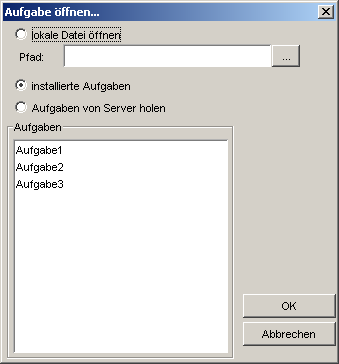 Aufgabe öffnen...
lokale Datei öffnen
Pfad:
...
installierte Aufgaben
Aufgaben von Server holen
Aufgaben
Aufgabe1
Aufgabe2
Aufgabe3
OK
Abbrechen